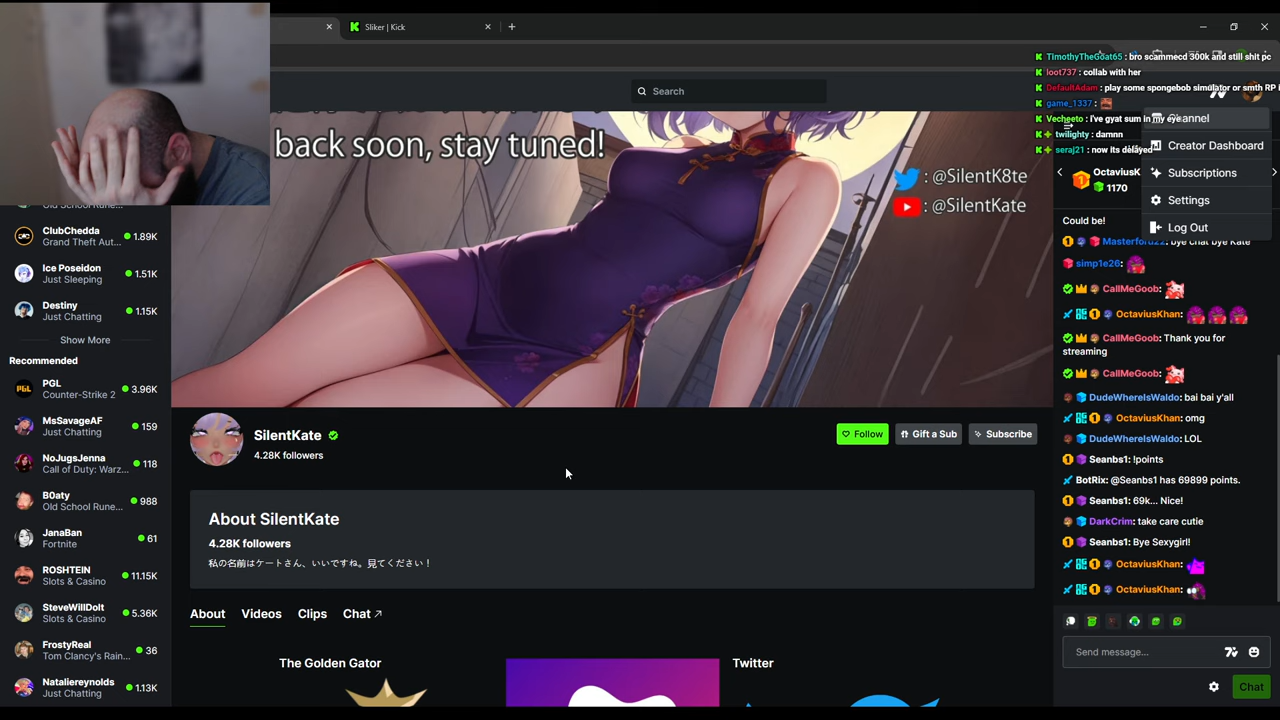 Sliker | Kick
Search
TimothyTheGoat65 : bro scammecd 300k and still shit pc
loot737 : collab with her
DefaultAdam : play some spongebob simulator or smth RP
game_1337 :
Vecheeto : i've gyat sum in my
twilighty : damnn
seraj21 : now its delayed
Channel
Creator Dashboard
Subscriptions
Settings
Log Out
back soon, stay tuned!
: @SilentK8te
: @SilentKate
ClubChedda
Grand Theft Aut...
1.89K
Ice Poseidon
Just Sleeping
1.51K
Destiny
Just Chatting
1.15K
Show More
Recommended
PGL
Counter-Strike 2
3.96K
MsSavageAF
Just Chatting
159
NoJugsJenna
Call of Duty: Warz...
118
B0aty
Old School Rune...
988
JanaBan
Fortnite
61
ROSHTEIN
Slots & Casino
11.15K
SteveWillDoIt
Slots & Casino
5.36K
FrostyReal
Tom Clancy's Rain...
36
Nataliereynolds
Just Chatting
1.13K
SilentKate
4.28K followers
Follow
Gift a Sub
Subscribe
About SilentKate
4.28K followers
私の名前はケートさん、いいですね。見てください！
About
Videos
Clips
Chat
The Golden Gator
Twitter
OctaviusK
1170
Could be!
bye chat bye Kate
simp1e26:
CallMeGoob:
OctaviusKhan:
CallMeGoob: Thank you for
streaming
CallMeGoob:
DudeWhereIsWaldo: bai bai y'all
OctaviusKhan: omg
DudeWhereIsWaldo: LOL
Seanbs1: !points
BotRix: @Seanbs1 has 69899 points.
Seanbs1: 69k... Nice!
DarkCrim: take care cutie
Seanbs1: Bye Sexygirl!
OctaviusKhan:
OctaviusKhan:
Send message...
Chat